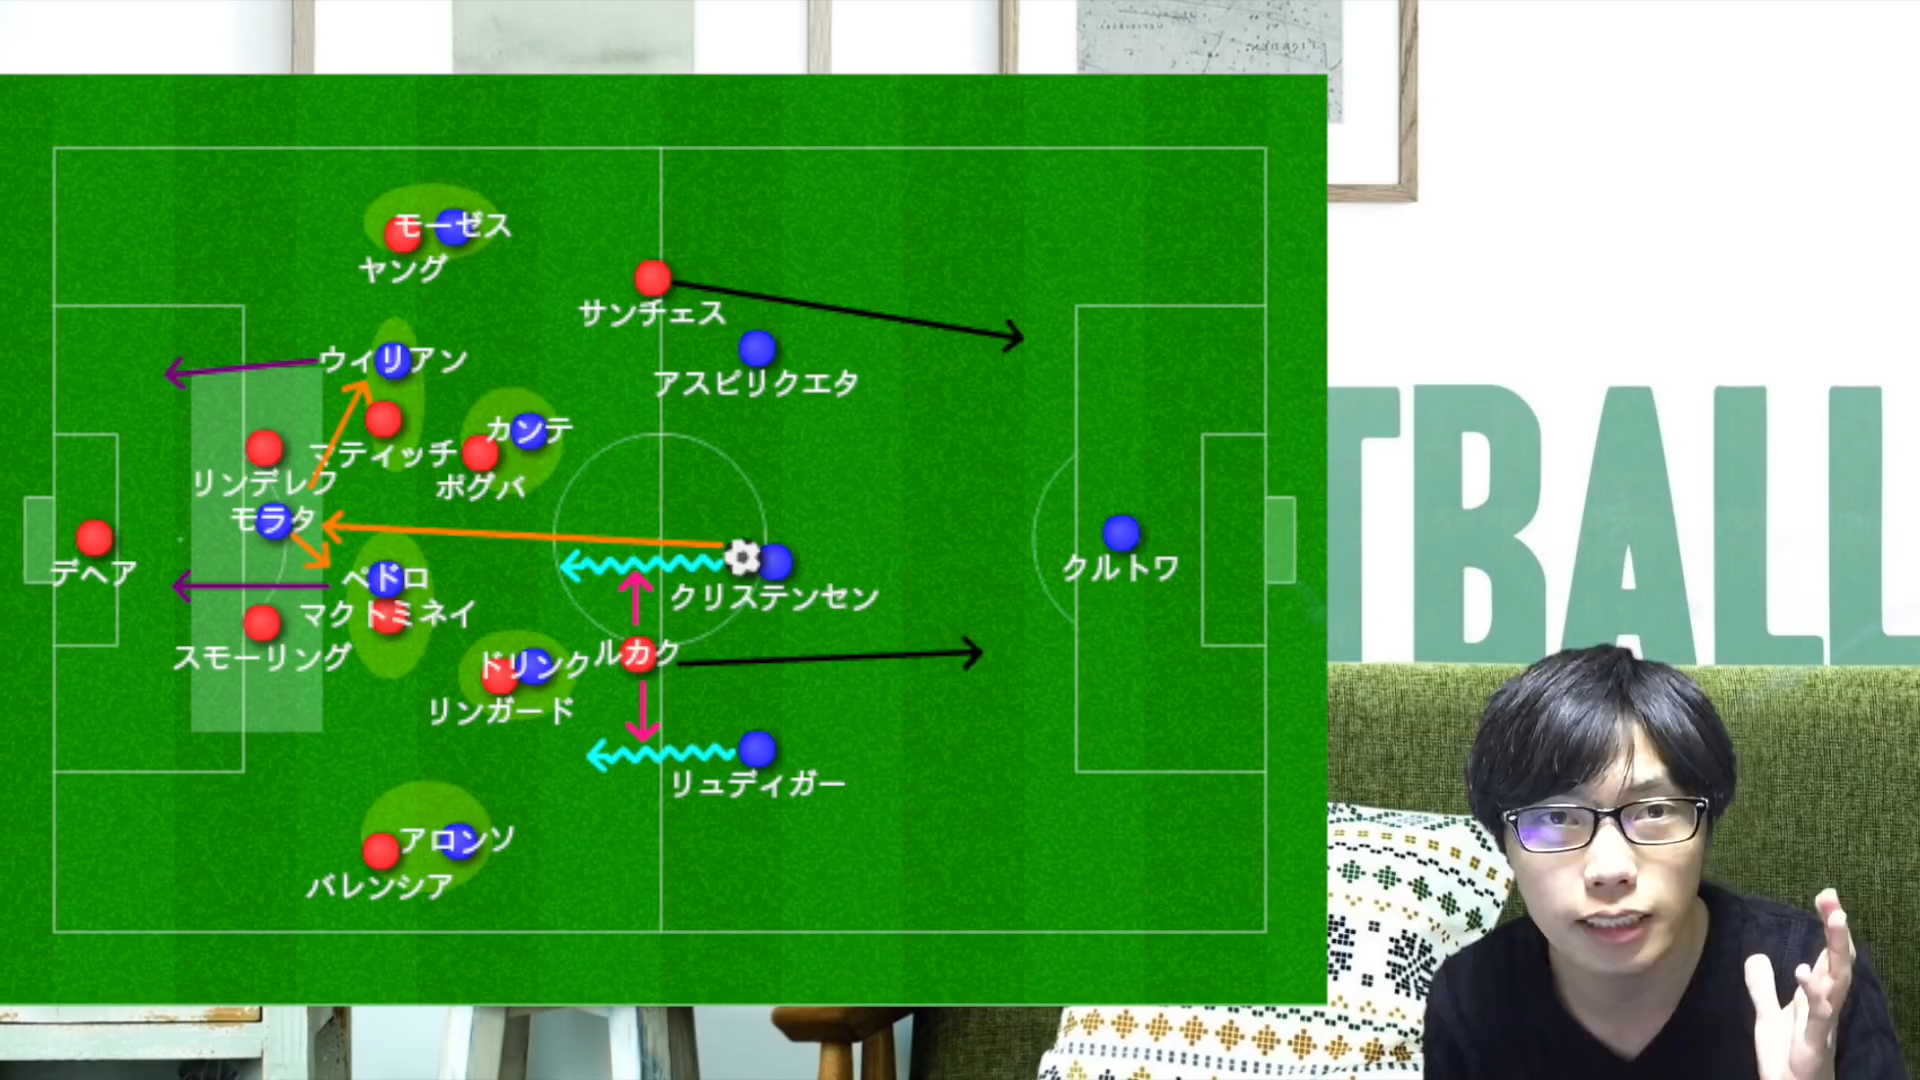 モーゼス
ヤング
サンチェス
ウィリアン
アスピリクエタ
カンテ
マティッチ
リンデレフ
ポグバ
モラタ
デヘア
ペドロ
クルトワ
クリステンセン
マクトミネイ
スモーリング
ドリンク
ルカク
リンガード
リュディガー
アロンソ
バレンシア
TBALL